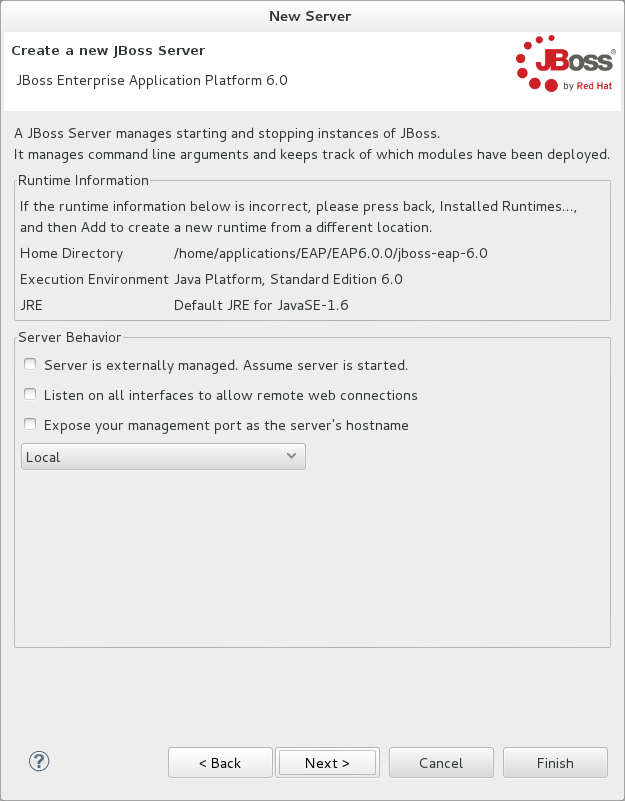 New Server
Create a new JBoss Server
JBoss Enterprise Application Platform 6.0
JBoss®
by Red Hat
A JBoss Server manages starting and stopping instances of JBoss.
It manages command line arguments and keeps track of which modules have been deployed.
Runtime Information
If the runtime information below is incorrect, please press back, Installed Runtimes...,
and then Add to create a new runtime from a different location.
Home Directory /home/applications/EAP/EAP6.0.0/jboss-eap-6.0
Execution Environment Java Platform, Standard Edition 6.0
JRE Default JRE for JavaSE-1.6
Server Behavior
Server is externally managed. Assume server is started.
Listen on all interfaces to allow remote web connections
Expose your management port as the server's hostname
Local
? < Back Next > Cancel Finish